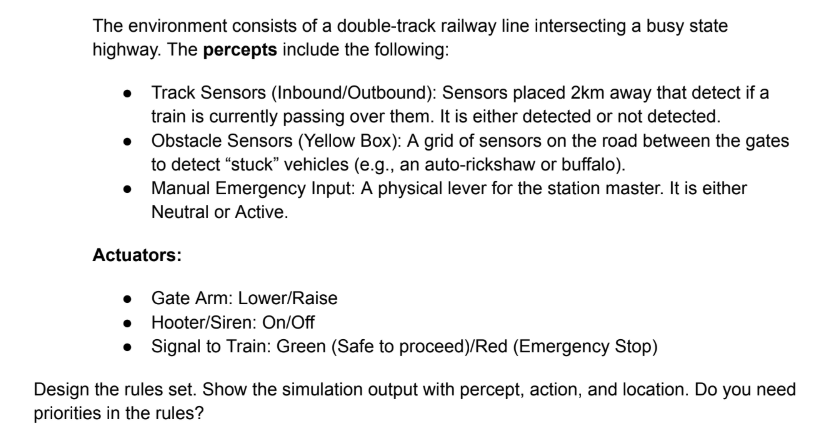 The environment consists of a double-track railway line intersecting a busy state
highway. The percepts include the following:
● Track Sensors (Inbound/Outbound): Sensors placed 2km away that detect if a
train is currently passing over them. It is either detected or not detected.
● Obstacle Sensors (Yellow Box): A grid of sensors on the road between the gates
to detect “stuck” vehicles (e.g., an auto-rickshaw or buffalo).
● Manual Emergency Input: A physical lever for the station master. It is either
Neutral or Active.
Actuators:
● Gate Arm: Lower/Raise
● Hooter/Siren: On/Off
● Signal to Train: Green (Safe to proceed)/Red (Emergency Stop)
Design the rules set. Show the simulation output with percept, action, and location. Do you need
priorities in the rules?